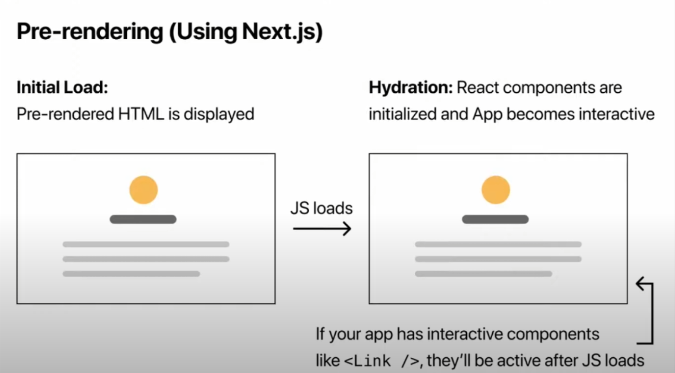 Pre-rendering (Using Next.js)
Initial Load:
Pre-rendered HTML is displayed
Hydration: React components are
initialized and App becomes interactive
JS loads
If your app has interactive components
like <Link />, they’ll be active after JS loads